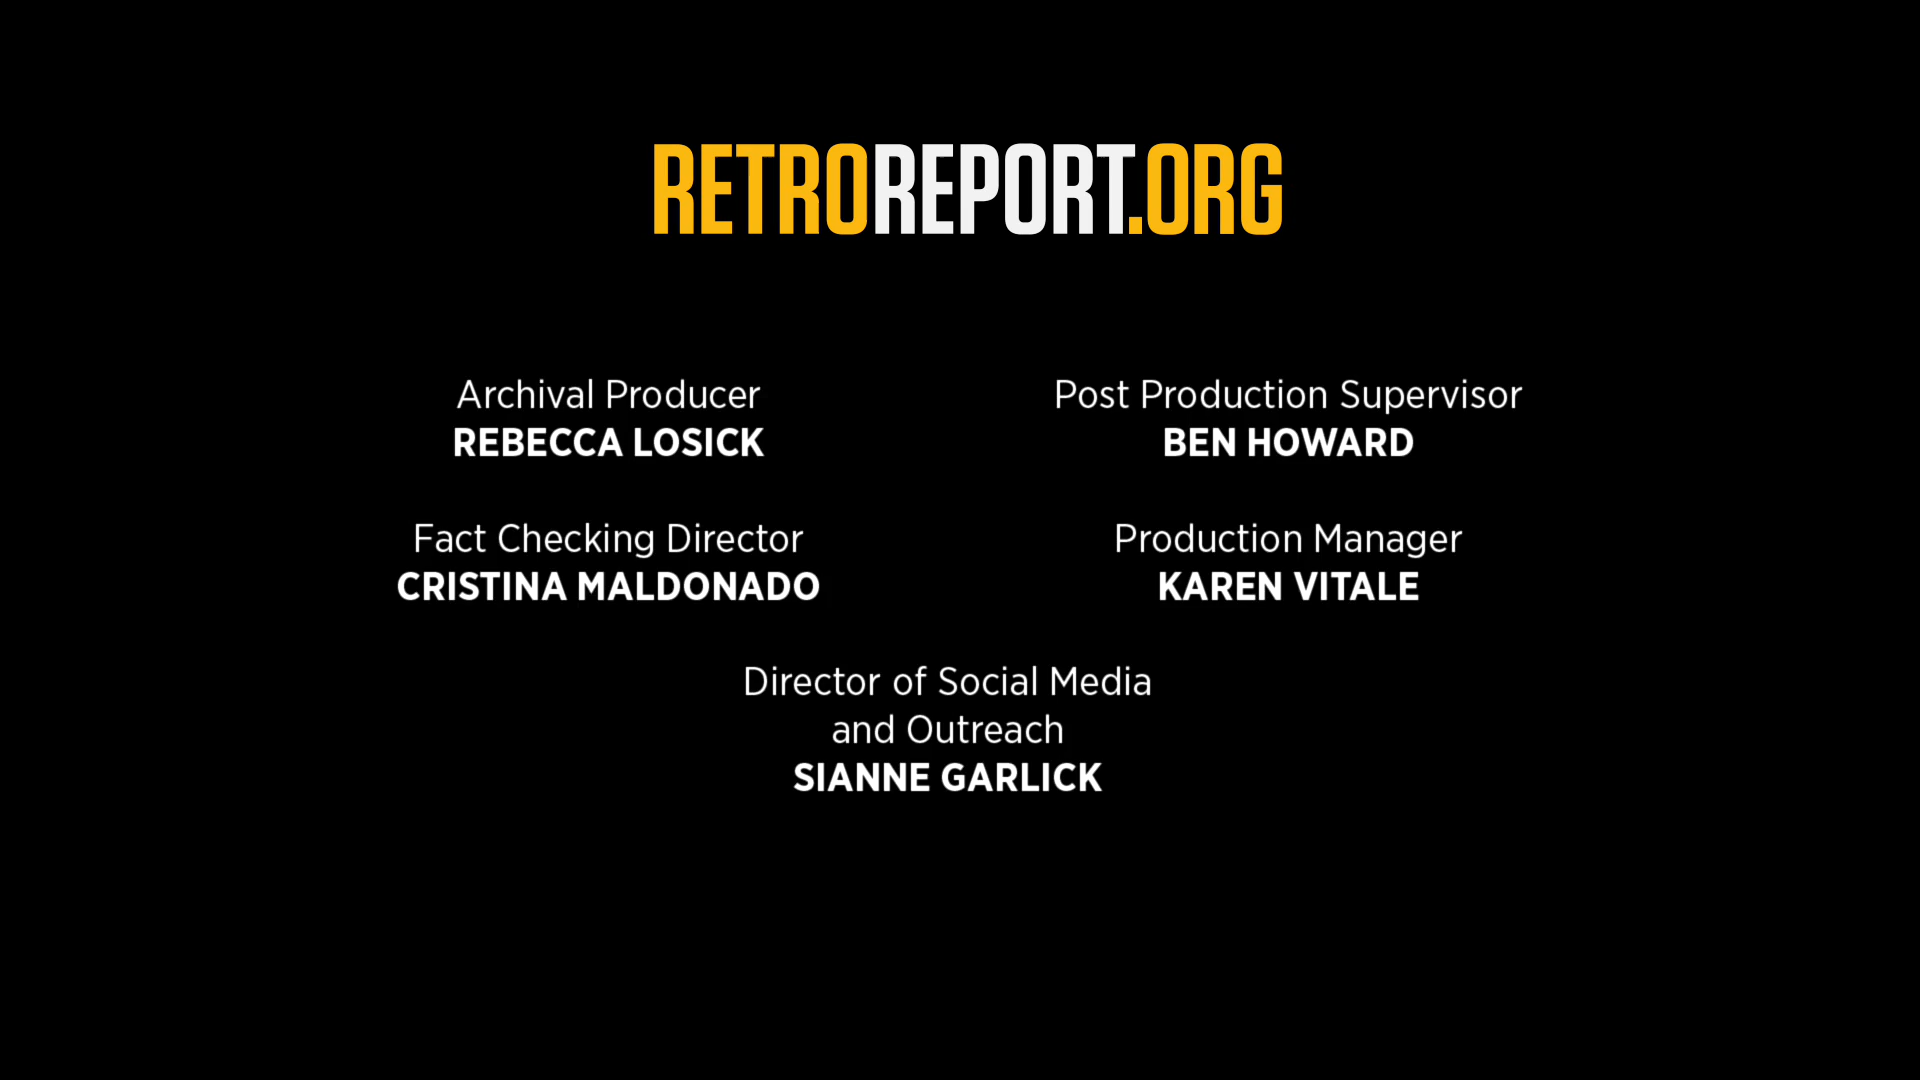 RETROREPORT.ORG
Archival Producer
REBECCA LOSICK
Post Production Supervisor
BEN HOWARD
Fact Checking Director
CRISTINA MALDONADO
Production Manager
KAREN VITALE
Director of Social Media
and Outreach
SIANNE GARLICK